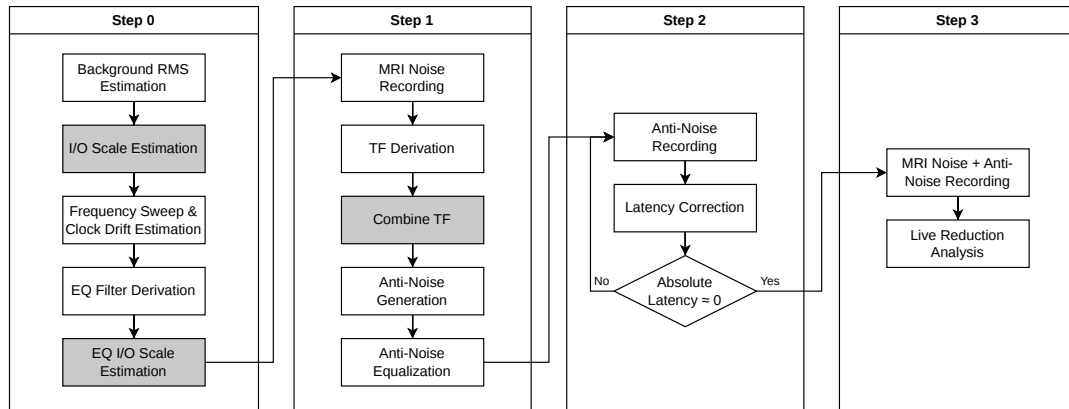 Step 0
Background RMS
Estimation
I/O Scale Estimation
Frequency Sweep &
Clock Drift Estimation
EQ Filter Derivation
EQ I/O Scale
Estimation
Step 1
MRI Noise
Recording
TF Derivation
Combine TF
Anti-Noise
Generation
Anti-Noise
Equalization
Step 2
Anti-Noise
Recording
Latency Correction
Absolute
Latency ≈ 0
No
Yes
Step 3
MRI Noise + Anti-
Noise Recording
Live Reduction
Analysis